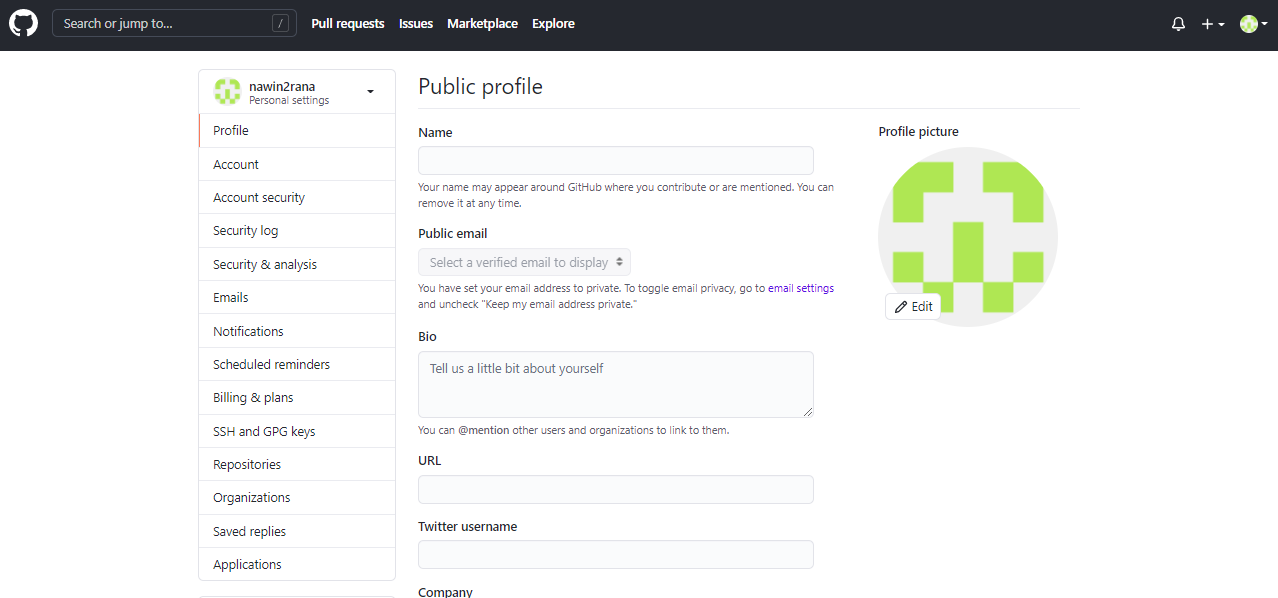 Search or jump to...
/
Pull requests
Issues
Marketplace
Explore
nawin2rana
Personal settings
Profile
Account
Account security
Security log
Security & analysis
Emails
Notifications
Scheduled reminders
Billing & plans
SSH and GPG keys
Repositories
Organizations
Saved replies
Applications
Public profile
Name
Your name may appear around GitHub where you contribute or are mentioned. You can
remove it at any time.
Public email
Select a verified email to display
You have set your email address to private. To toggle email privacy, go to email settings
and uncheck "Keep my email address private."
Bio
Tell us a little bit about yourself
You can @mention other users and organizations to link to them.
URL
Twitter username
Company
Profile picture
Edit